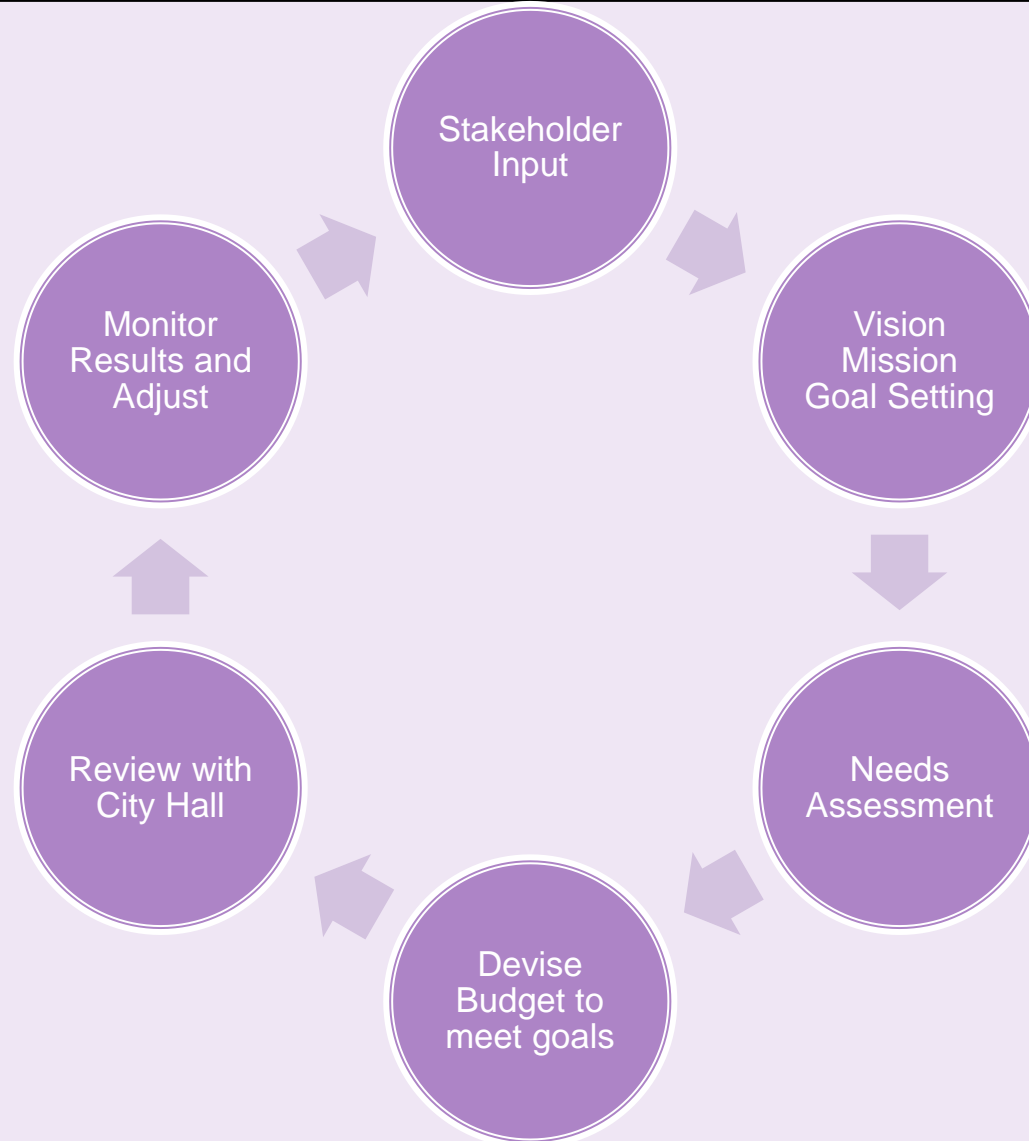 Stakeholder
Input
Vision
Mission
Goal Setting
Needs
Assessment
Devise
Budget to
meet goals
Review with
City Hall
Monitor
Results and
Adjust